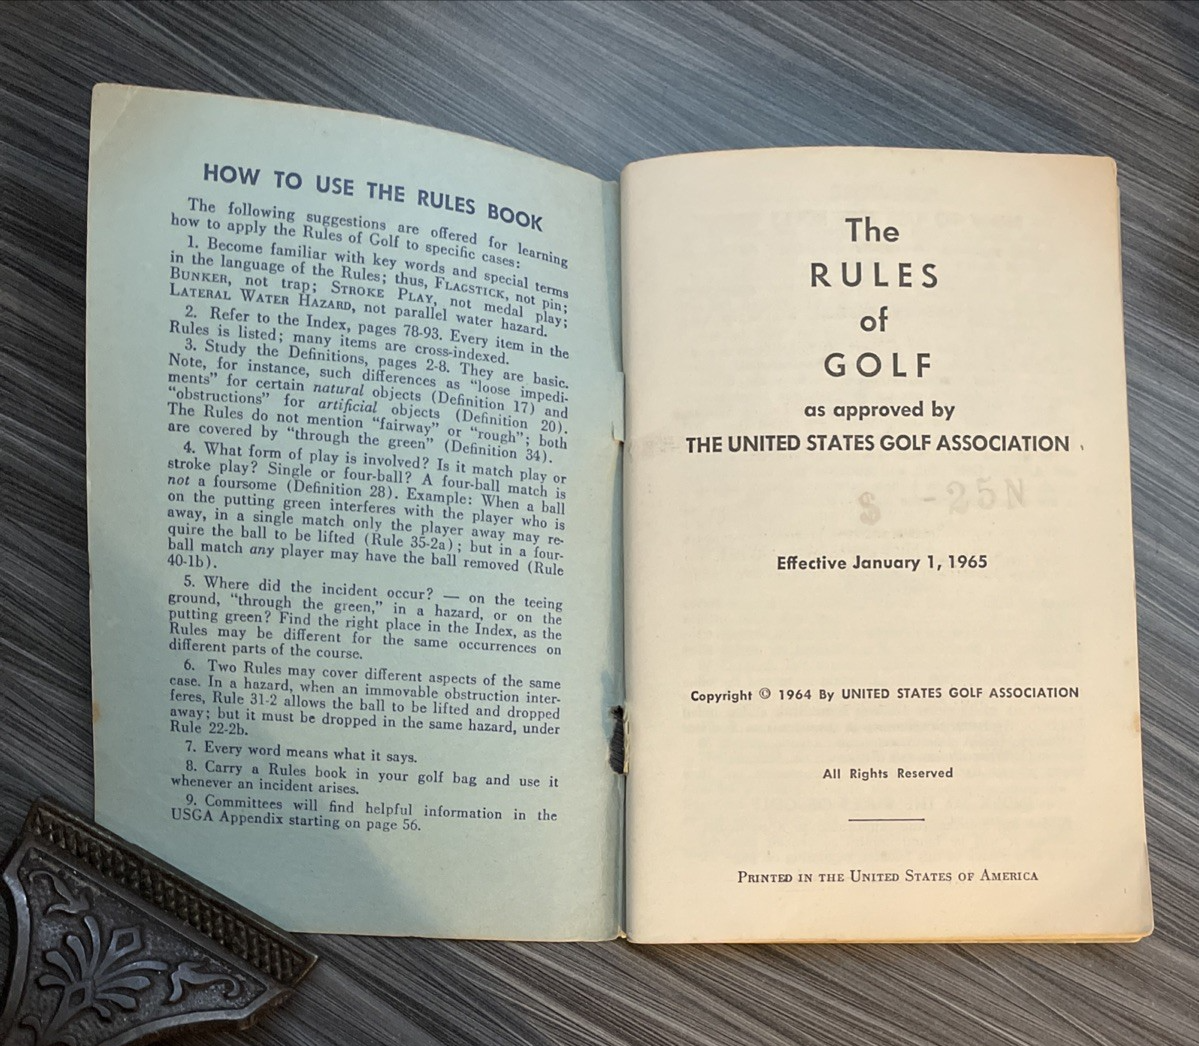 HOW TO USE THE RULES BOOK
The following suggestions are offered for learning
how to apply the Rules of Golf to specific cases:
1. Become familiar with key words and special terms
in the language of the Rules; thus, FLAGSTICK, not pin;
BUNKER, not trap; STROKE PLAY, not medal play;
LATERAL WATER HAZARD, not parallel water hazard.
2. Refer to the Index, pages 78-93. Every item in the
Rules is listed; many items are cross-indexed.
3. Study the Definitions, pages 2-8. They are basic.
Note, for instance, such differences as "loose impedi-
ments" for certain natural objects (Definition 17) and
"obstructions" for artificial objects (Definition 20).
The Rules do not mention "fairway" or "rough"; both
are covered by "through the green" (Definition 34).
4. What form of play is involved? Is it match play or
stroke play? Single or four-ball? A four-ball match is
not a foursome (Definition 28). Example: When a ball
on the putting green interferes with the player who is
away, in a single match only the player away may re-
quire the ball to be lifted (Rule 35-2a); but in a four-
ball match any player may have the ball removed (Rule
40-1b).
5. Where did the incident occur? — on the teeing
ground, "through the green," in a hazard, or on the
putting green? Find the right place in the Index, as the
Rules may be different for the same occurrences on
different parts of the course.
6. Two Rules may cover different aspects of the same
case. In a hazard, when an immovable obstruction inter-
feres, Rule 31-2 allows the ball to be lifted and dropped
away; but it must be dropped in the same hazard, under
Rule 22-2b.
7. Every word means what it says.
8. Carry a Rules book in your golf bag and use it
whenever an incident arises.
9. Committees will find helpful information in the
USGA Appendix starting on page 56.
The
RULES
of
GOLF
as approved by
THE UNITED STATES GOLF ASSOCIATION
$ -25N
Effective January 1, 1965
Copyright © 1964 By UNITED STATES GOLF ASSOCIATION
All Rights Reserved
PRINTED IN THE UNITED STATES OF AMERICA